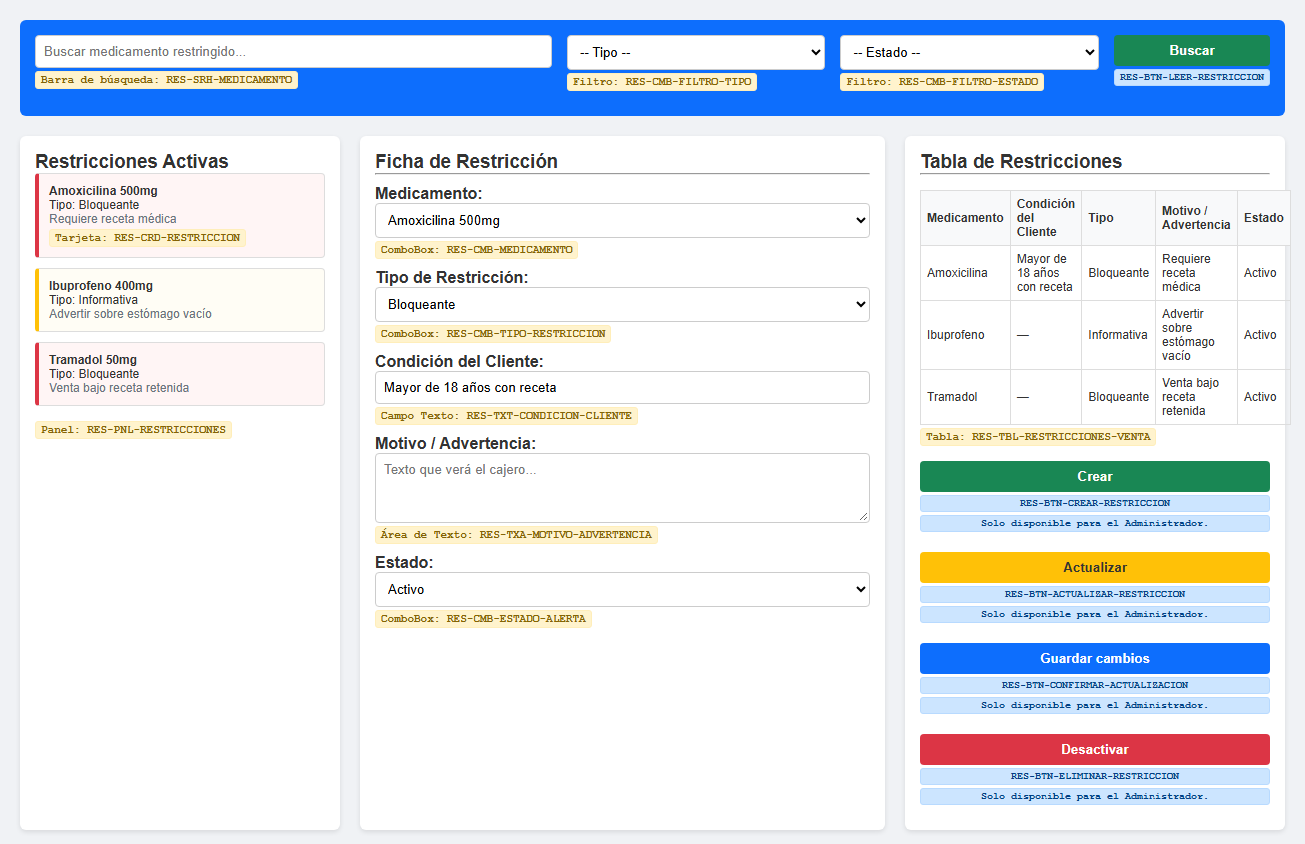 Buscar medicamento restringido...
Barra de búsqueda: RES-SRH-MEDICAMENTO
-- Tipo --
Filtro: RES-CMB-FILTRO-TIPO
-- Estado --
Filtro: RES-CMB-FILTRO-ESTADO
Buscar
RES-BTN-LEER-RESTRICCION
Restricciones Activas
Amoxicilina 500mg
Tipo: Bloqueante
Requiere receta médica
Tarjeta: RES-CRD-RESTRICCION
Ibuprofeno 400mg
Tipo: Informativa
Advertir sobre estómago vacío
Tramadol 50mg
Tipo: Bloqueante
Venta bajo receta retenida
Panel: RES-PNL-RESTRICCIONES
Ficha de Restricción
Medicamento:
Amoxicilina 500mg
ComboBox: RES-CMB-MEDICAMENTO
Tipo de Restricción:
Bloqueante
ComboBox: RES-CMB-TIPO-RESTRICCION
Condición del Cliente:
Mayor de 18 años con receta
Campo Texto: RES-TXT-CONDICION-CLIENTE
Motivo / Advertencia:
Texto que verá el cajero...
Área de Texto: RES-TXA-MOTIVO-ADVERTENCIA
Estado:
Activo
ComboBox: RES-CMB-ESTADO-ALERTA
Tabla de Restricciones
Medicamento
Condición
del
Cliente
Tipo
Motivo /
Advertencia
Estado
Amoxicilina
Mayor de
18 años
con receta
Bloqueante
Requiere
receta
médica
Activo
Ibuprofeno
—
Informativa
Advertir
sobre
estómago
vacío
Activo
Tramadol
—
Bloqueante
Venta bajo
receta
retenida
Activo
Tabla: RES-TBL-RESTRICCIONES-VENTA
Crear
RES-BTN-CREAR-RESTRICCION
Solo disponible para el Administrador.
Actualizar
RES-BTN-ACTUALIZAR-RESTRICCION
Solo disponible para el Administrador.
Guardar cambios
RES-BTN-CONFIRMAR-ACTUALIZACION
Solo disponible para el Administrador.
Desactivar
RES-BTN-ELIMINAR-RESTRICCION
Solo disponible para el Administrador.